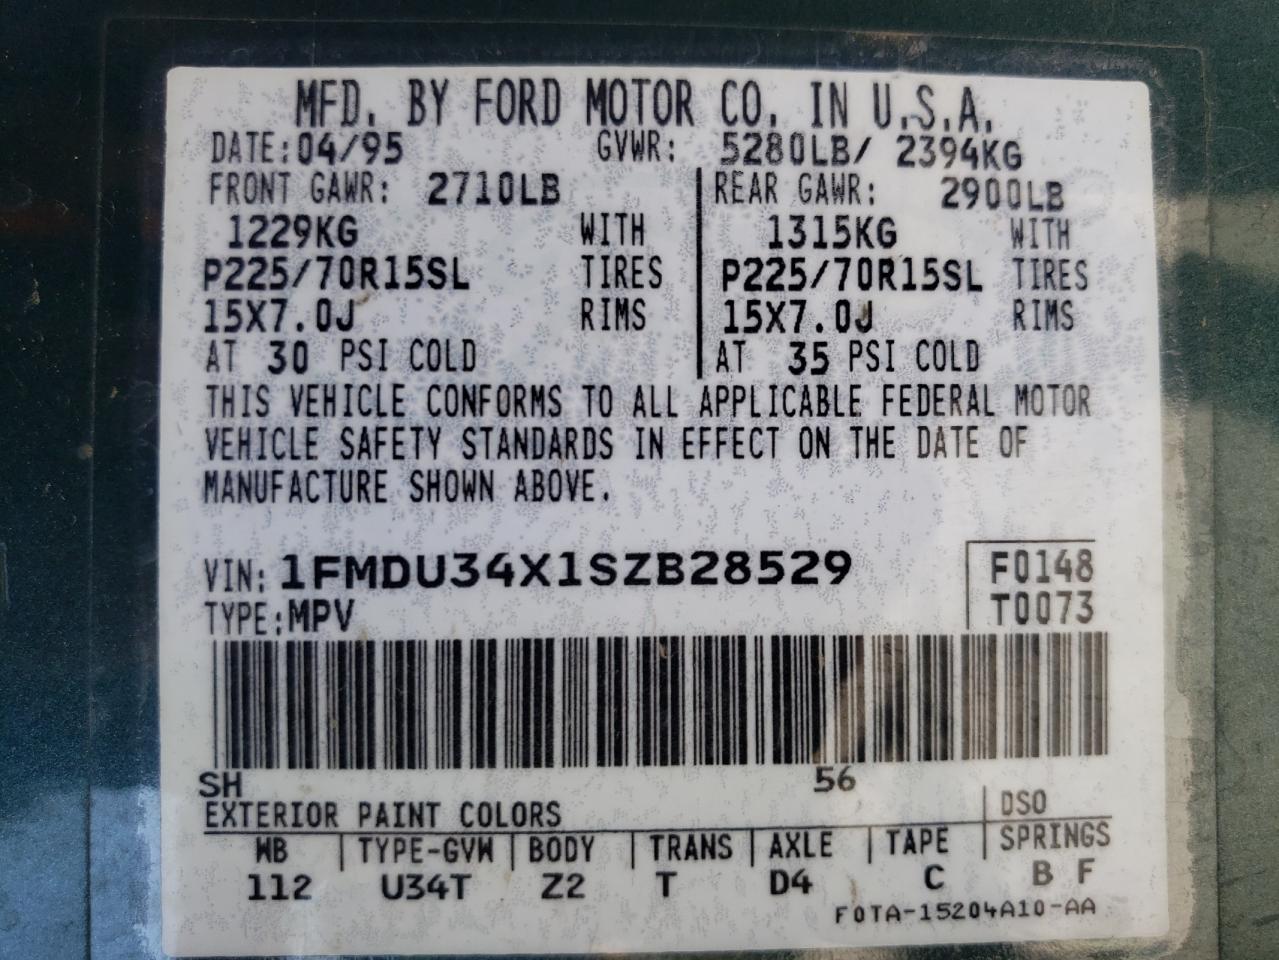 MFD. BY FORD MOTOR CO. IN U.S.A.
DATE:04/95 GVWR: 5280LB/ 2394KG
FRONT GAWR: 2710LB REAR GAWR: 2900LB
1229KG WITH 1315KG WITH
P225/70R15SL TIRES P225/70R15SL TIRES
15X7.0J RIMS 15X7.0J RIMS
AT 30 PSI COLD AT 35 PSI COLD
THIS VEHICLE CONFORMS TO ALL APPLICABLE FEDERAL MOTOR
VEHICLE SAFETY STANDARDS IN EFFECT ON THE DATE OF
MANUFACTURE SHOWN ABOVE.
VIN: 1FMDU34X1SZB28529 F0148
TYPE:MPV T0073
SH 56
EXTERIOR PAINT COLORS DSO
WB TYPE-GVW BODY TRANS AXLE TAPE SPRINGS
112 U34T Z2 T D4 C B F
F0TA-15204A10-AA